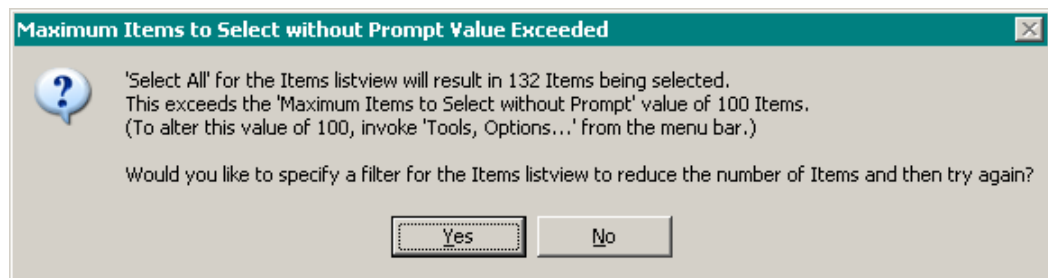 Maximum Items to Select without Prompt Value Exceeded
'Select All' for the Items listview will result in 132 Items being selected.
This exceeds the 'Maximum Items to Select without Prompt' value of 100 Items.
(To alter this value of 100, invoke 'Tools, Options...' from the menu bar.)
Would you like to specify a filter for the Items listview to reduce the number of Items and then try again?
Yes
No